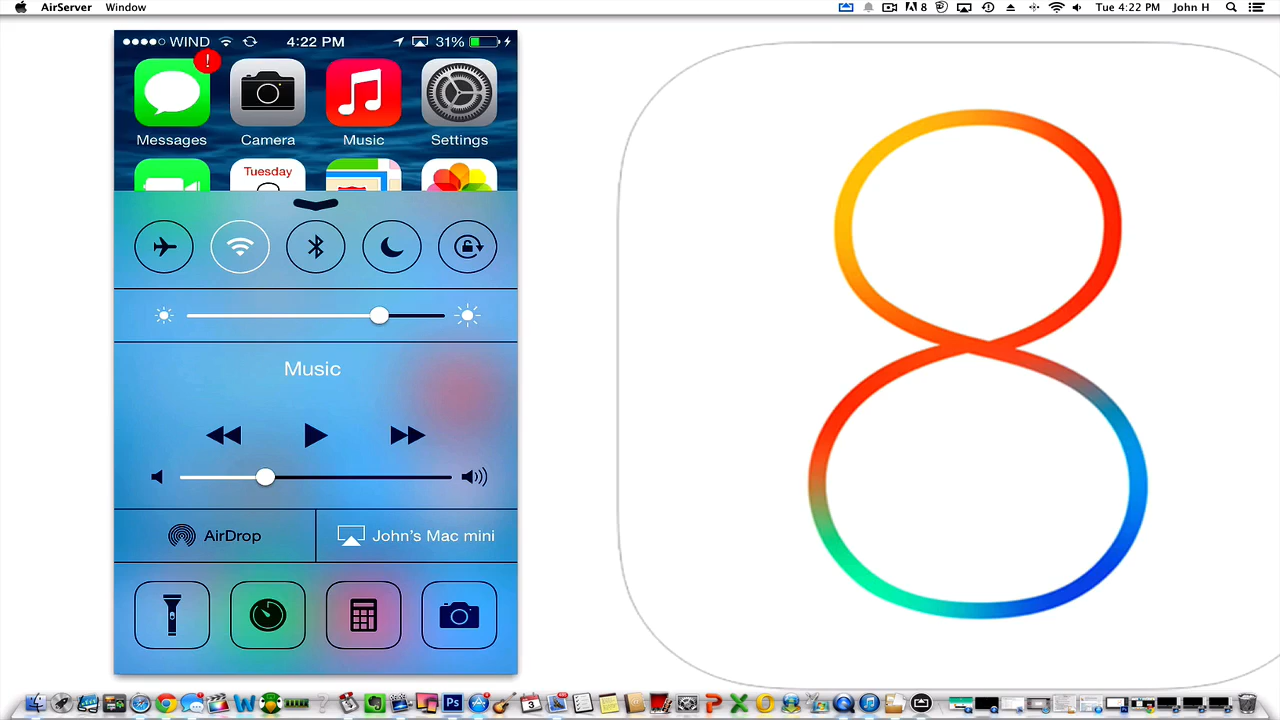 AirServer Window
8 Tue 4:22 PM John H
WIND 4:22 PM 31%
!
Messages Camera Music Settings
Tuesday
Music
AirDrop John's Mac mini
8